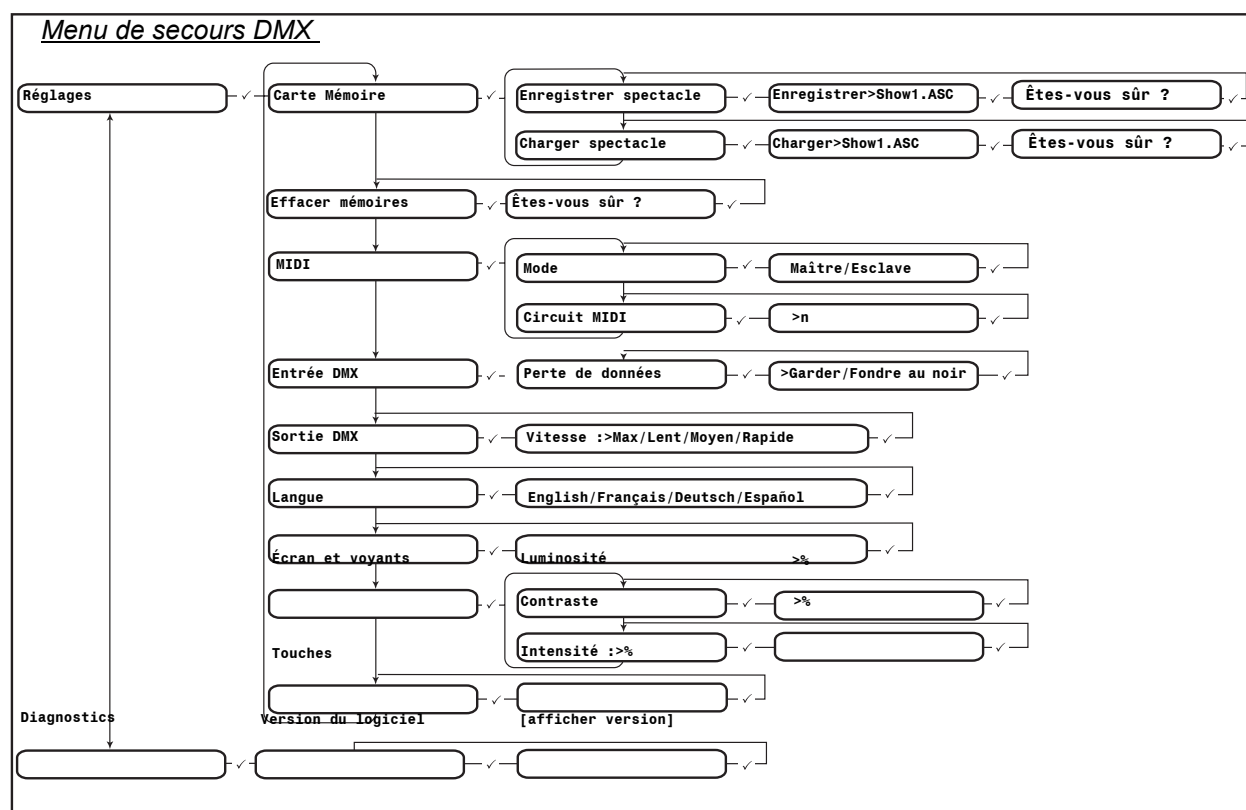 Menu de secours DMX
Réglages
Carte Mémoire
Enregistrer spectacle
Enregistrer>Show1.ASC
Êtes-vous sûr ?
Charger spectacle
Charger>Show1.ASC
Êtes-vous sûr ?
Effacer mémoires
Êtes-vous sûr ?
MIDI
Mode
Maître/Esclave
Circuit MIDI
>n
Entrée DMX
Perte de données
>Garder/Fondre au noir
Sortie DMX
Vitesse :>Max/Lent/Moyen/Rapide
Langue
English/Français/Deutsch/Español
Écran et voyants
Luminosité >%
Contraste
>%
Touches
Intensité :>%
Diagnostics
Version du logiciel
[afficher version]